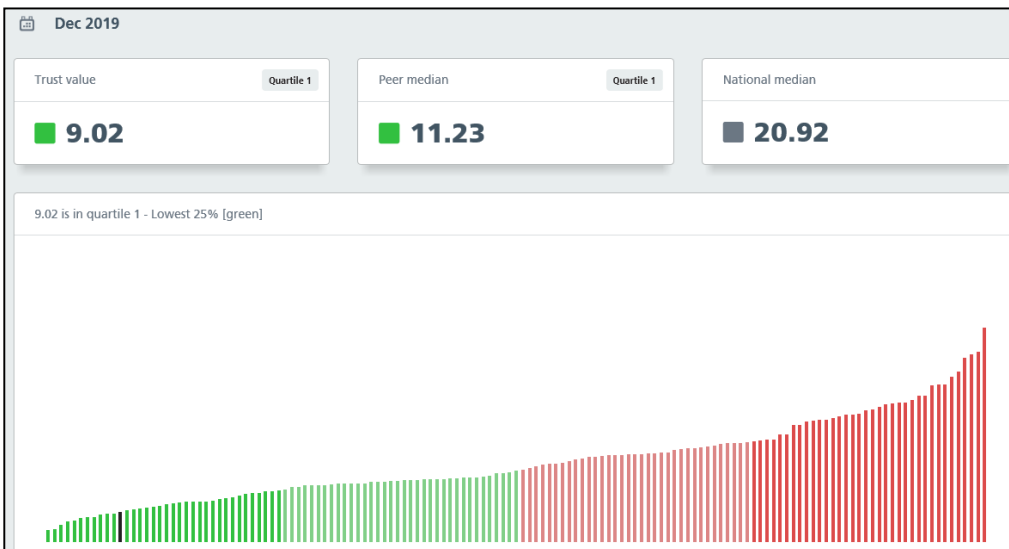 Dec 2019
Trust value Quartile 1
9.02
Peer median Quartile 1
11.23
National median
20.92
9.02 is in quartile 1 - Lowest 25% [green]